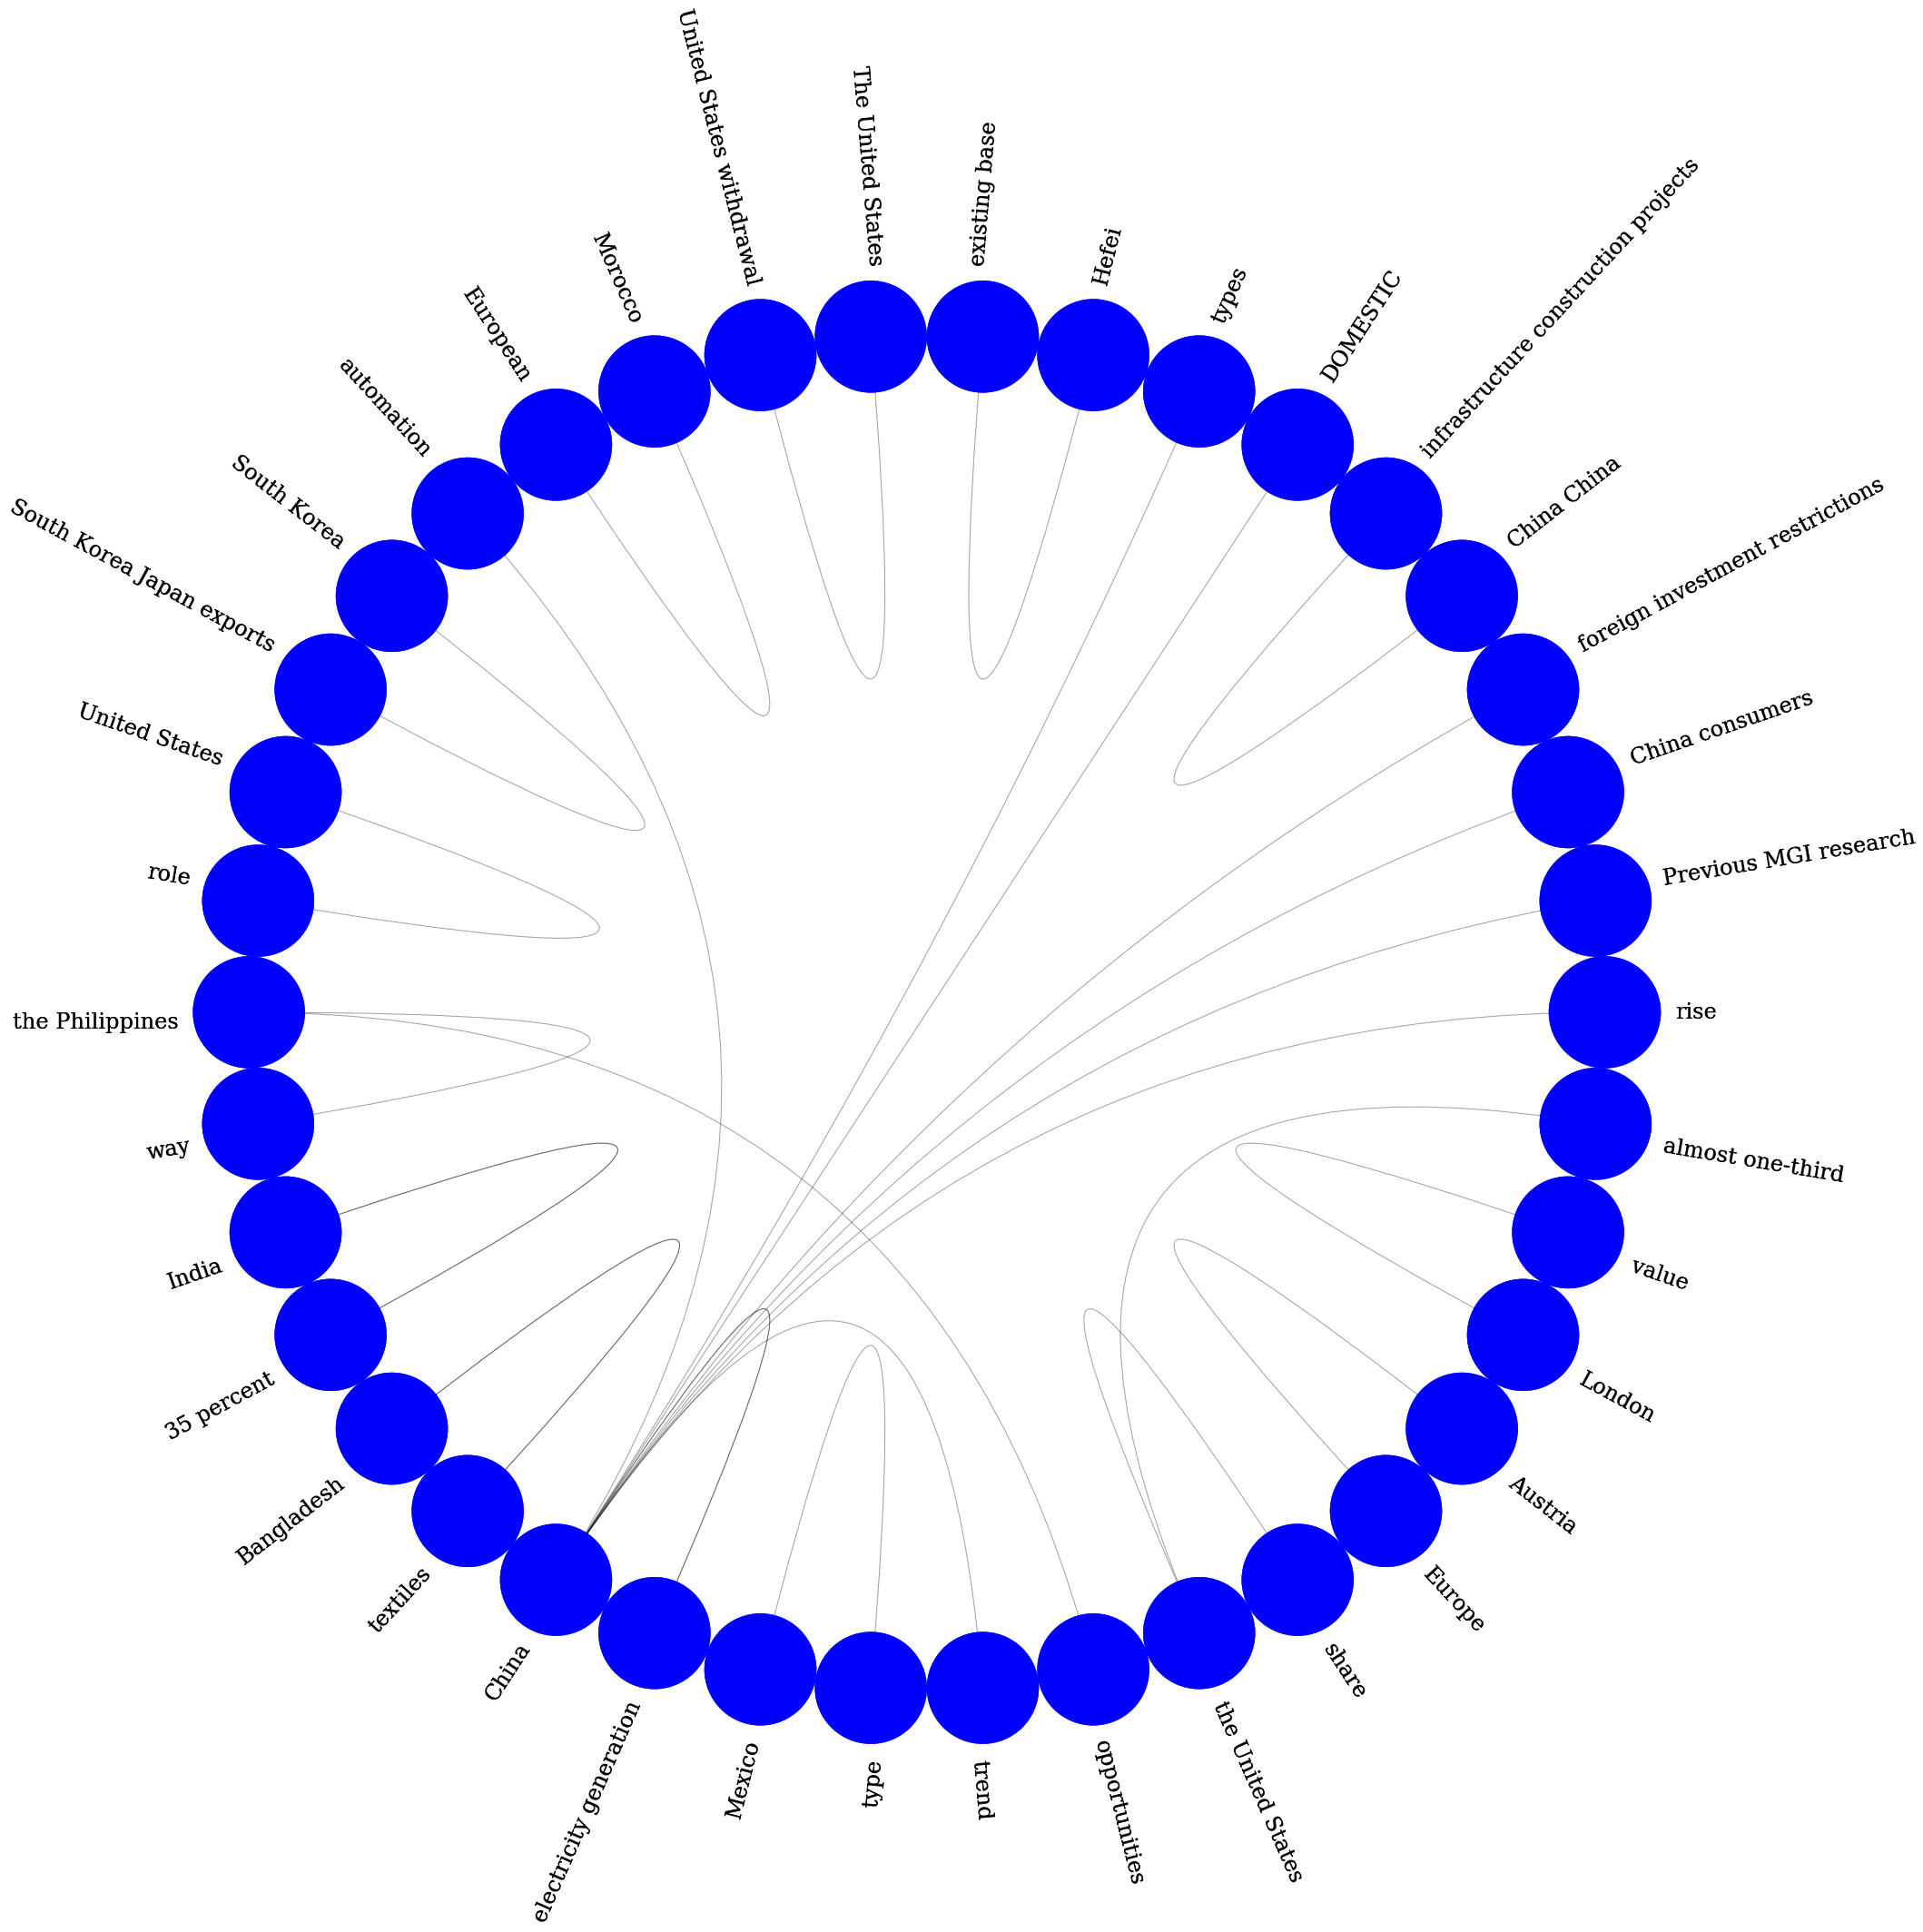 United States withdrawal
The United States
existing base
Hefei
types
DOMESTIC
infrastructure construction projects
China China
foreign investment restrictions
China consumers
Previous MGI research
rise
almost one-third
value
London
Austria
Europe
share
the United States
opportunities
trend
type
Mexico
electricity generation
China
textiles
Bangladesh
35 percent
India
way
the Philippines
role
United States
South Korea Japan exports
South Korea
automation
European
Morocco